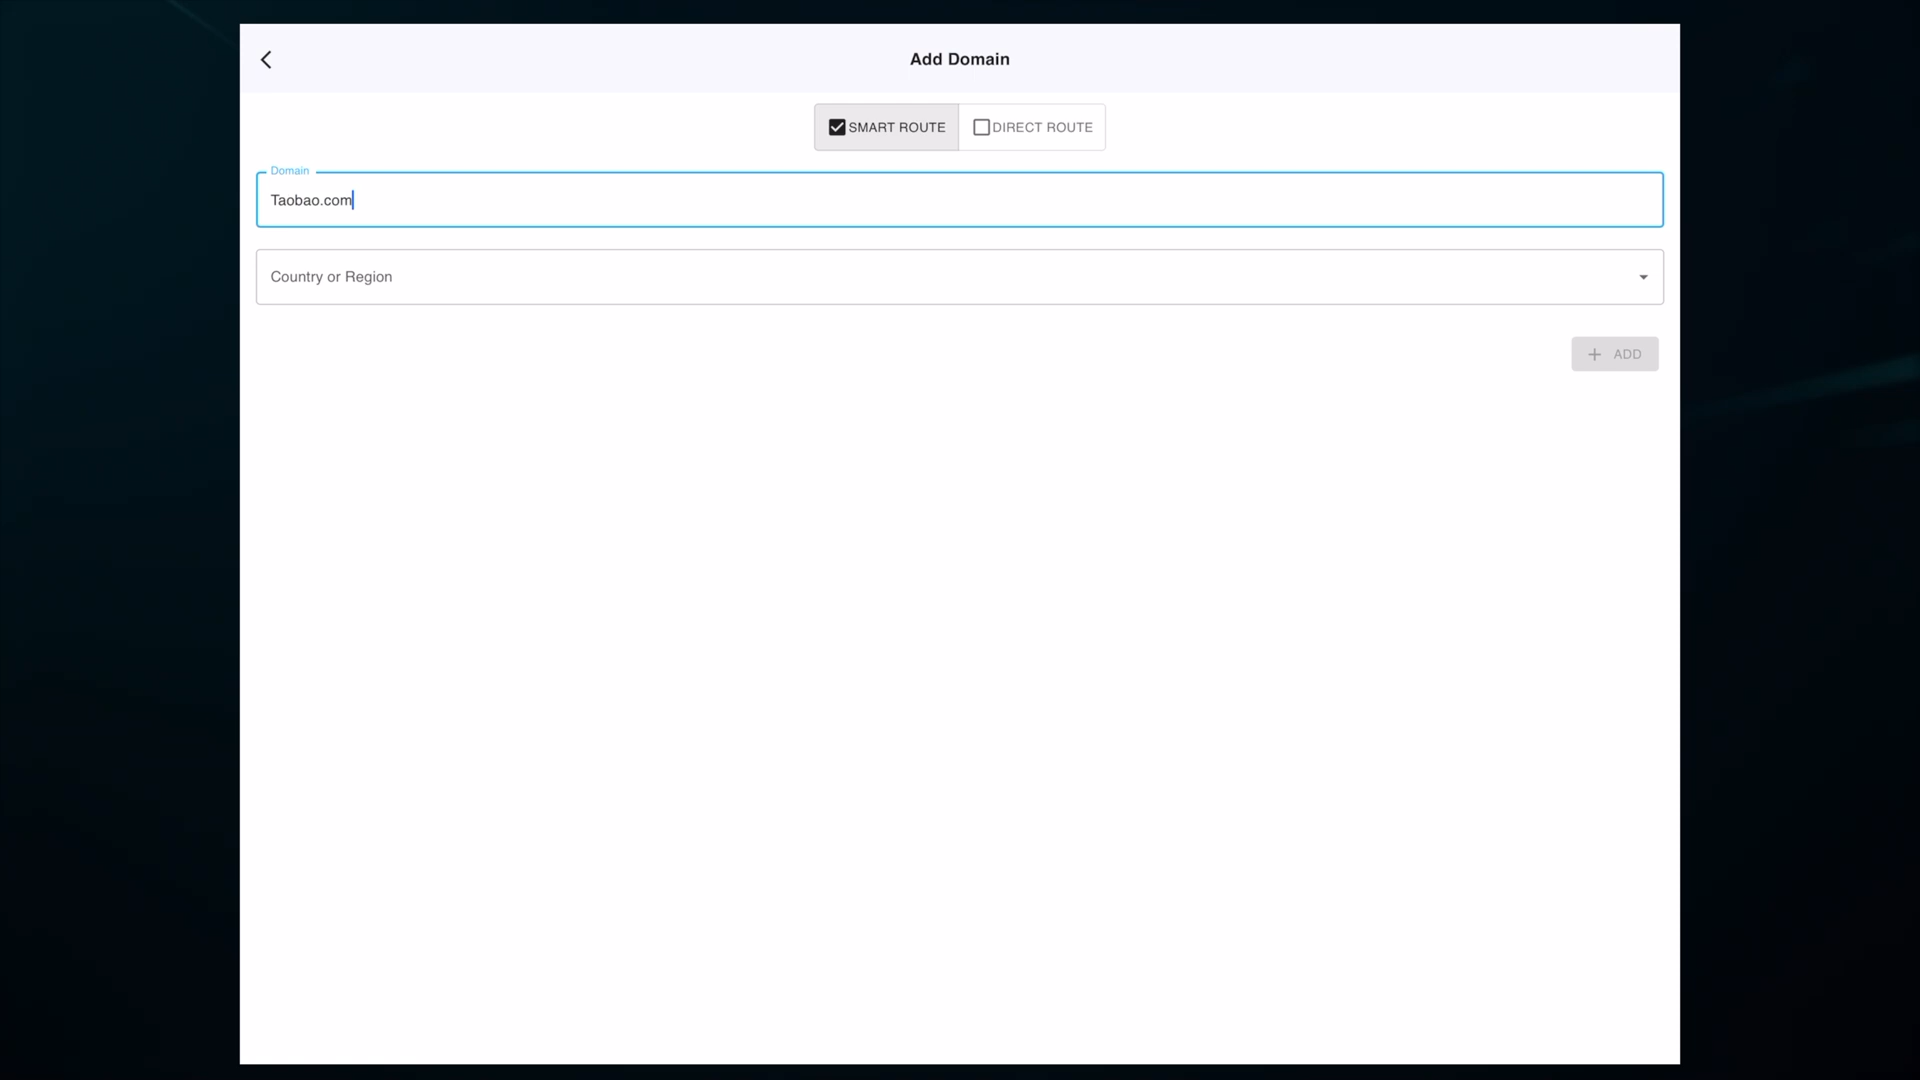 Add Domain
SMART ROUTE DIRECT ROUTE
Domain
Taobao.com
Country or Region
+ ADD